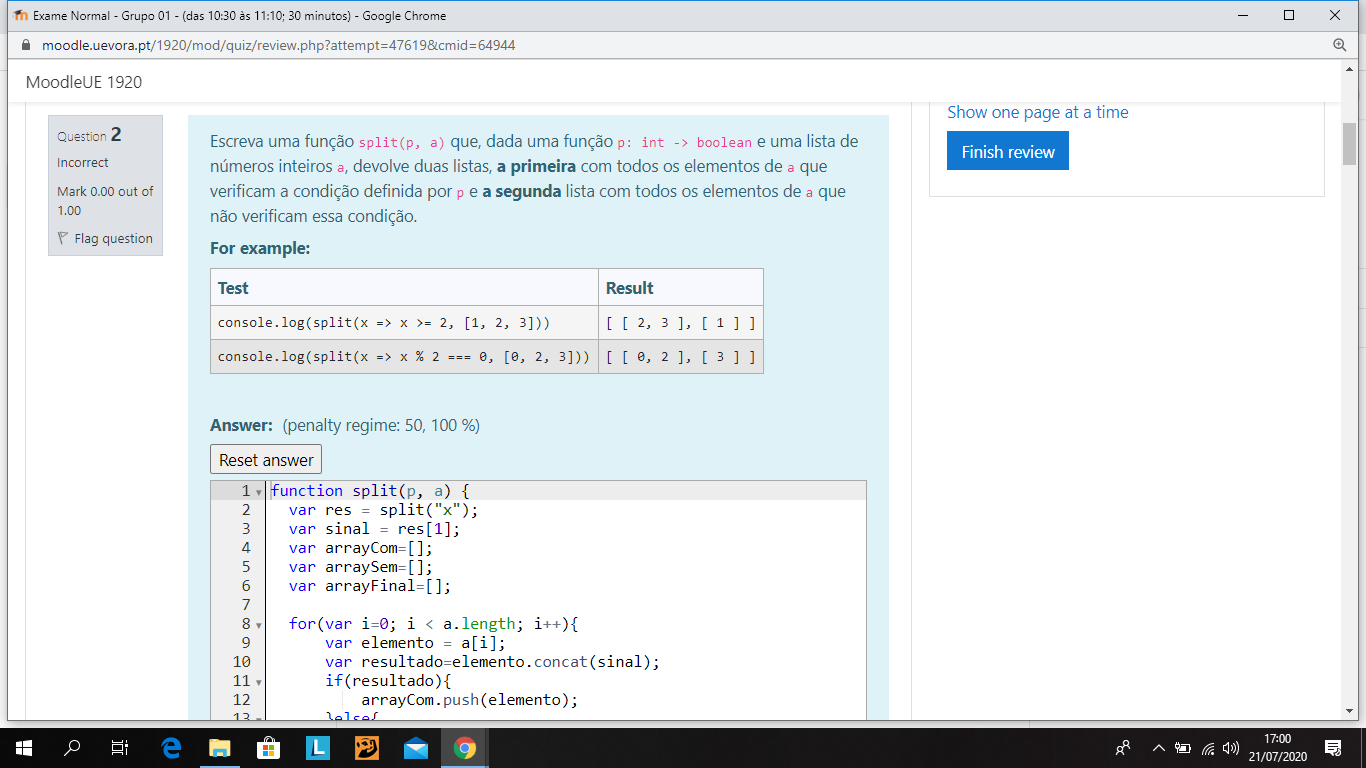 Exame Normal - Grupo 01 - (das 10:30 às 11:10; 30 minutos) - Google Chrome
moodle.uevora.pt/1920/mod/quiz/review.php?attempt=47619&cmid=64944
MoodleUE 1920
Show one page at a time
Finish review
Question 2
Incorrect
Mark 0.00 out of
1.00
Flag question
Escreva uma função split(p, a) que, dada uma função p: int -> boolean e uma lista de
números inteiros a, devolve duas listas, a primeira com todos os elementos de a que
verificam a condição definida por p e a segunda lista com todos os elementos de a que
não verificam essa condição.
For example:
Test Result
console.log(split(x => x >= 2, [1, 2, 3])) [ [ 2, 3 ], [ 1 ] ]
console.log(split(x => x % 2 === 0, [0, 2, 3])) [ [ 0, 2 ], [ 3 ] ]
Answer: (penalty regime: 50, 100 %)
Reset answer
1 function split(p, a) {
2 var res = split("x");
3 var sinal = res[1];
4 var arrayCom=[];
5 var arraySem=[];
6 var arrayFinal=[];
7
8 for(var i=0; i < a.length; i++){
9 var elemento = a[i];
10 var resultado=elemento.concat(sinal);
11 if(resultado){
12 arrayCom.push(elemento);
13 }else{
17:00
21/07/2020